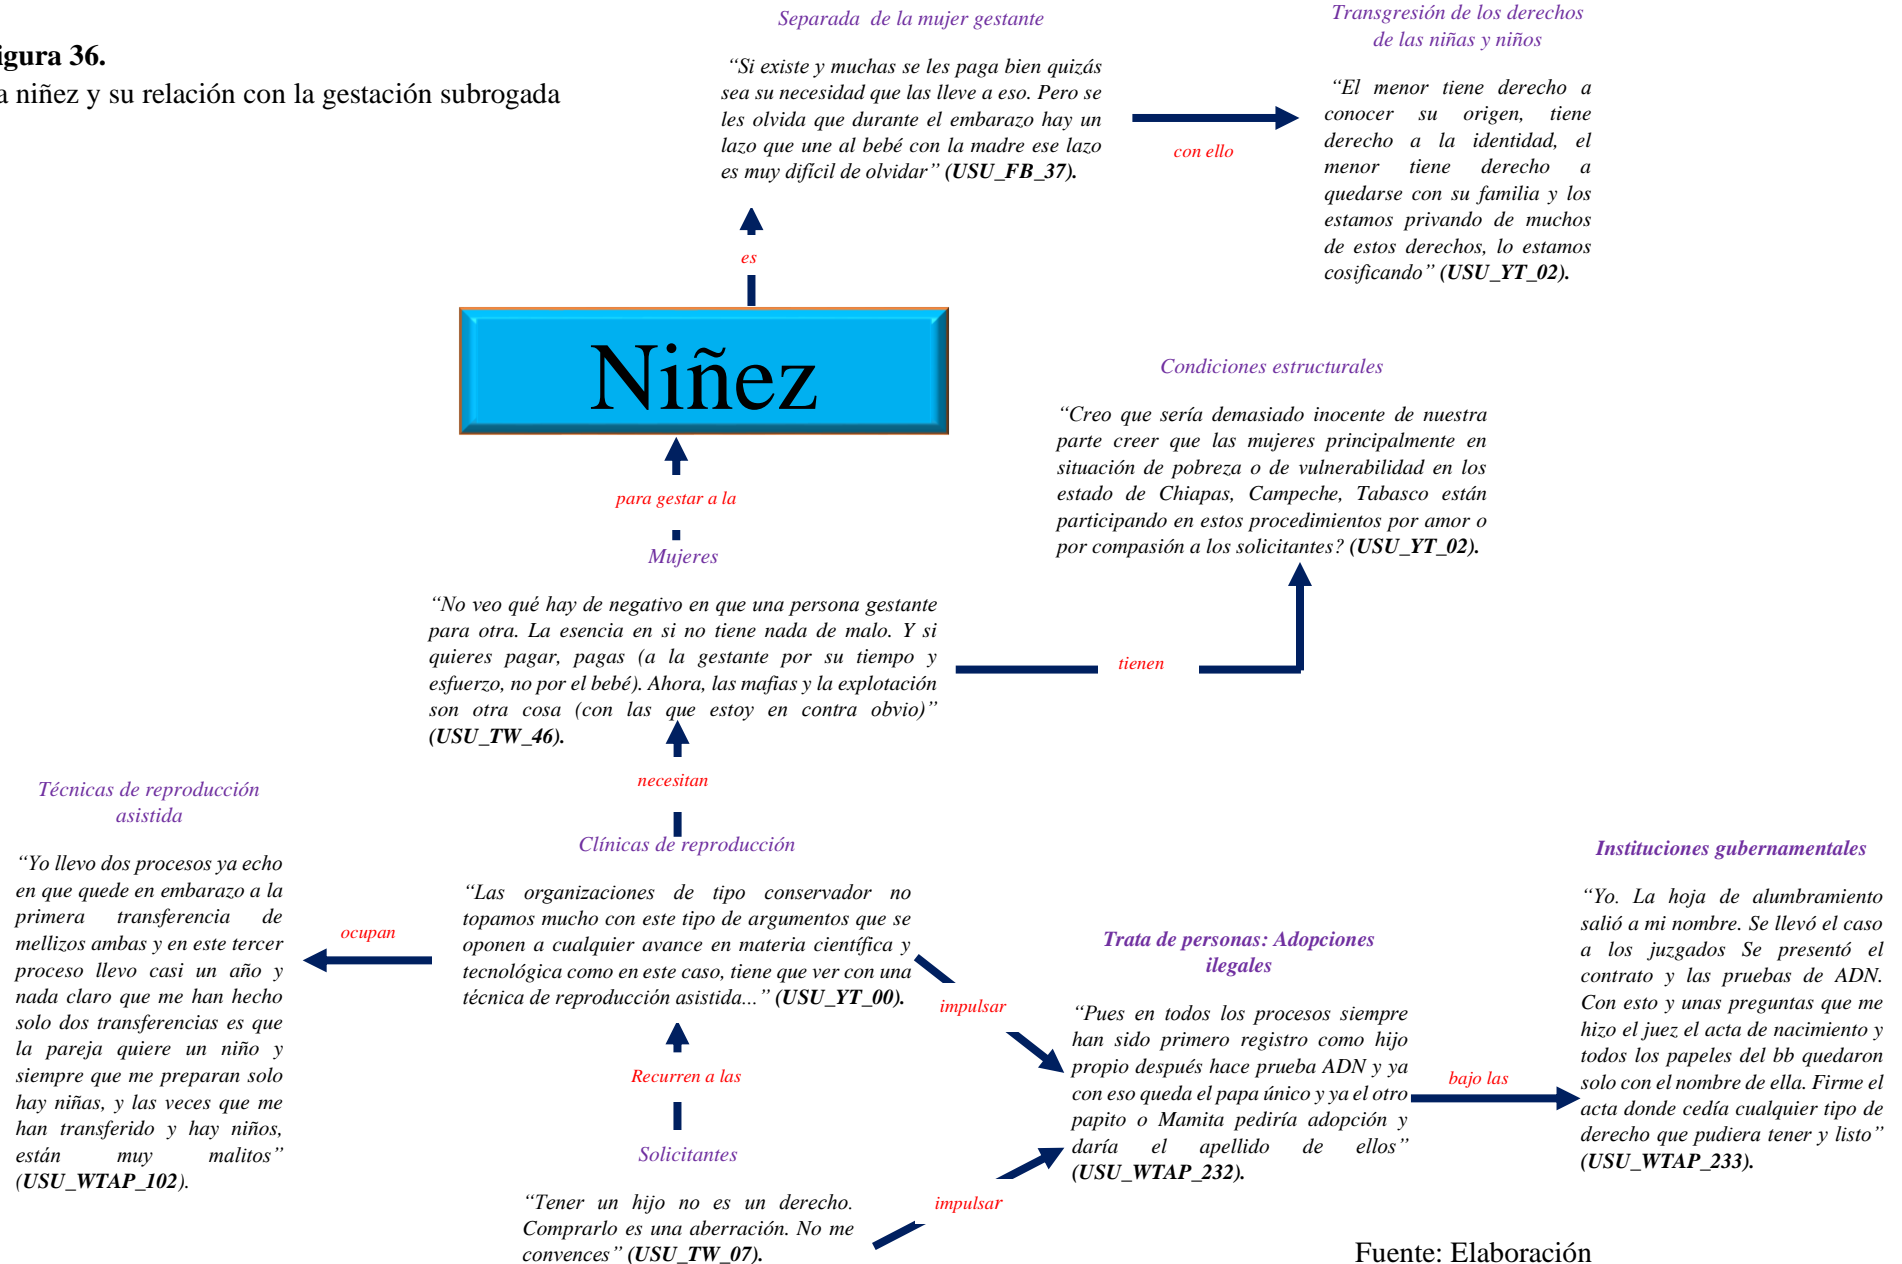 igura 36.
a niñez y su relación con la gestación subrogada
Separada de la mujer gestante
“Si existe y muchas se les paga bien quizás
sea su necesidad que las lleve a eso. Pero se
les olvida que durante el embarazo hay un
lazo que une al bebé con la madre ese lazo
es muy difícil de olvidar” (USU_FB_37).
con ello
Transgresión de los derechos
de las niñas y niños
“El menor tiene derecho a
conocer su origen, tiene
derecho a la identidad, el
menor tiene derecho a
quedarse con su familia y los
estamos privando de muchos
de estos derechos, lo estamos
cosificando” (USU_YT_02).
es
Niñez
para gestar a la
Condiciones estructurales
“Creo que sería demasiado inocente de nuestra
parte creer que las mujeres principalmente en
situación de pobreza o de vulnerabilidad en los
estado de Chiapas, Campeche, Tabasco están
participando en estos procedimientos por amor o
por compasión a los solicitantes? (USU_YT_02).
Mujeres
“No veo qué hay de negativo en que una persona gestante
para otra. La esencia en si no tiene nada de malo. Y si
quieres pagar, pagas (a la gestante por su tiempo y
esfuerzo, no por el bebé). Ahora, las mafias y la explotación
son otra cosa (con las que estoy en contra obvio)”
(USU_TW_46).
tienen
necesitan
Técnicas de reproducción
asistida
“Yo llevo dos procesos ya echo
en que quede en embarazo a la
primera transferencia de
mellizos ambas y en este tercer
proceso llevo casi un año y
nada claro que me han hecho
solo dos transferencias es que
la pareja quiere un niño y
siempre que me preparan solo
hay niñas, y las veces que me
han transferido y hay niños,
están muy malitos”
(USU_WTAP_102).
ocupan
Clínicas de reproducción
“Las organizaciones de tipo conservador no
topamos mucho con este tipo de argumentos que se
oponen a cualquier avance en materia científica y
tecnológica como en este caso, tiene que ver con una
técnica de reproducción asistida...” (USU_YT_00).
impulsar
Recurren a las
Solicitantes
“Tener un hijo no es un derecho.
Comprarlo es una aberración. No me
convences” (USU_TW_07).
impulsar
Trata de personas: Adopciones
ilegales
“Pues en todos los procesos siempre
han sido primero registro como hijo
propio después hace prueba ADN y ya
con eso queda el papa único y ya el otro
papito o Mamita pediría adopción y
daría el apellido de ellos”
(USU_WTAP_232).
bajo las
Instituciones gubernamentales
“Yo. La hoja de alumbramiento
salió a mi nombre. Se llevó el caso
a los juzgados Se presentó el
contrato y las pruebas de ADN.
Con esto y unas preguntas que me
hizo el juez el acta de nacimiento y
todos los papeles del bb quedaron
solo con el nombre de ella. Firme el
acta donde cedía cualquier tipo de
derecho que pudiera tener y listo”
(USU_WTAP_233).
Fuente: Elaboración